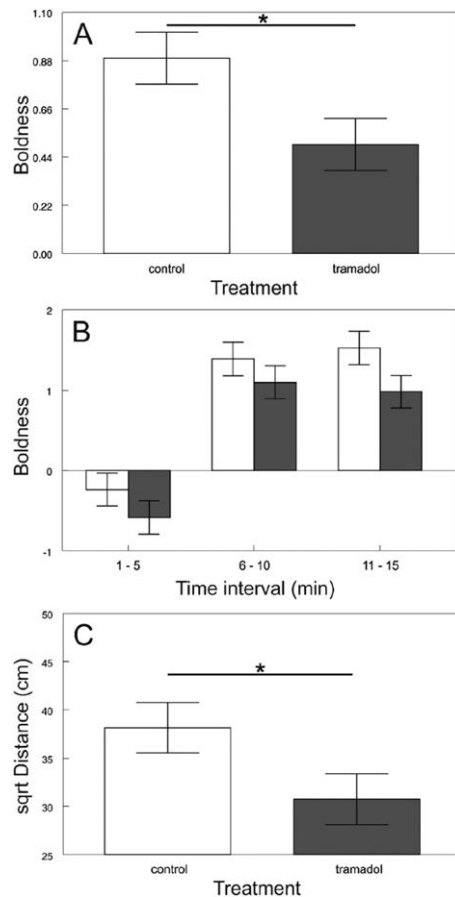 A
*
1.10
0.88
0.66
0.44
0.22
0.00
Boldness
control tramadol
Treatment
B
2
1
0
-1
Boldness
1 - 5 6 - 10 11 - 15
Time interval (min)
C
*
50
45
40
35
30
25
sqrt Distance (cm)
control tramadol
Treatment